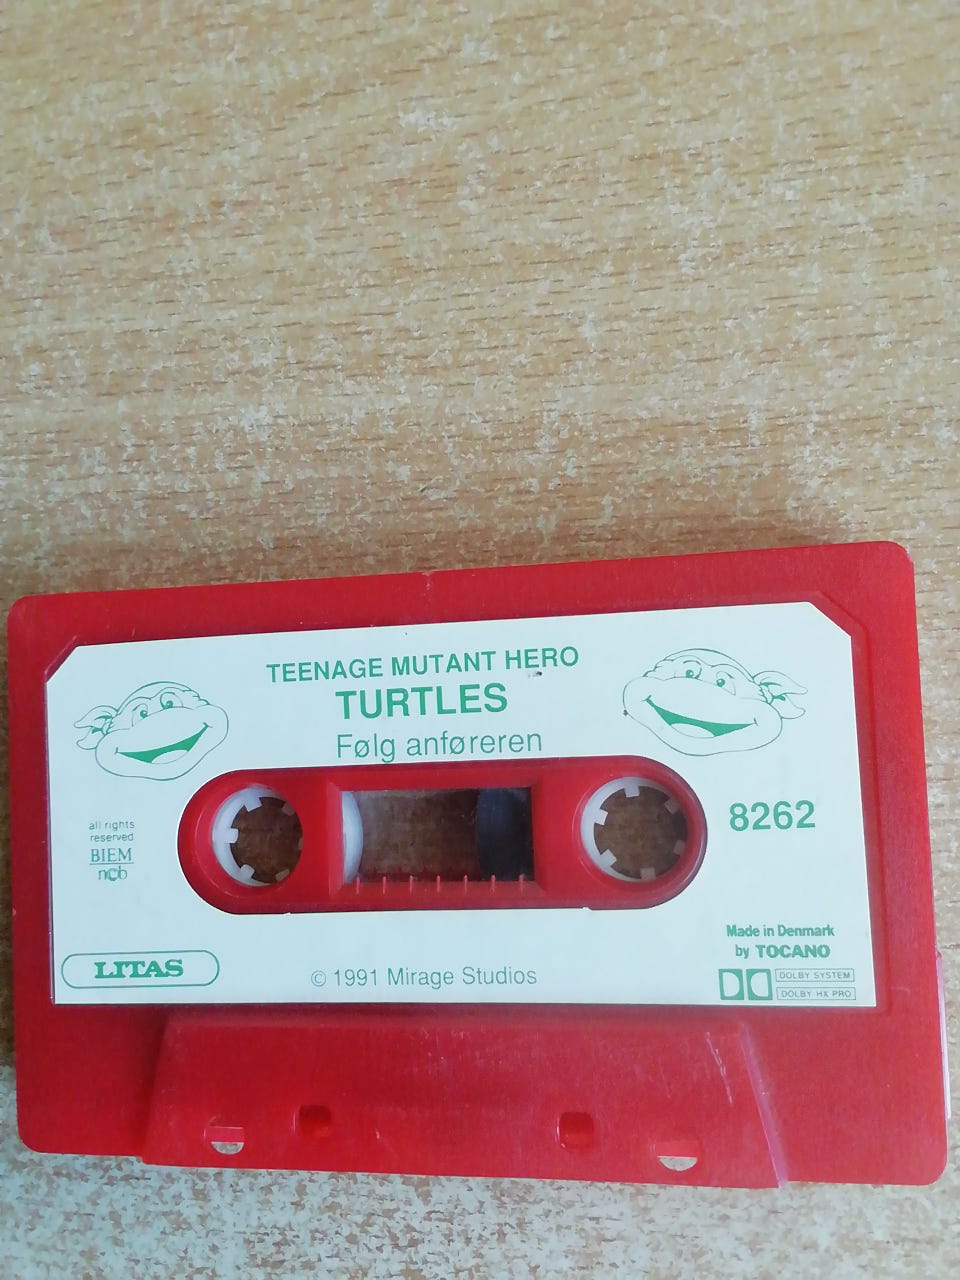 TEENAGE MUTANT HERO
TURTLES
Følg anføreren
8262
all rights
reserved
BIEM
ncb
Made in Denmark
by TOCANO
LITAS
© 1991 Mirage Studios
DOLBY SYSTEM
DOLBY HX PRO